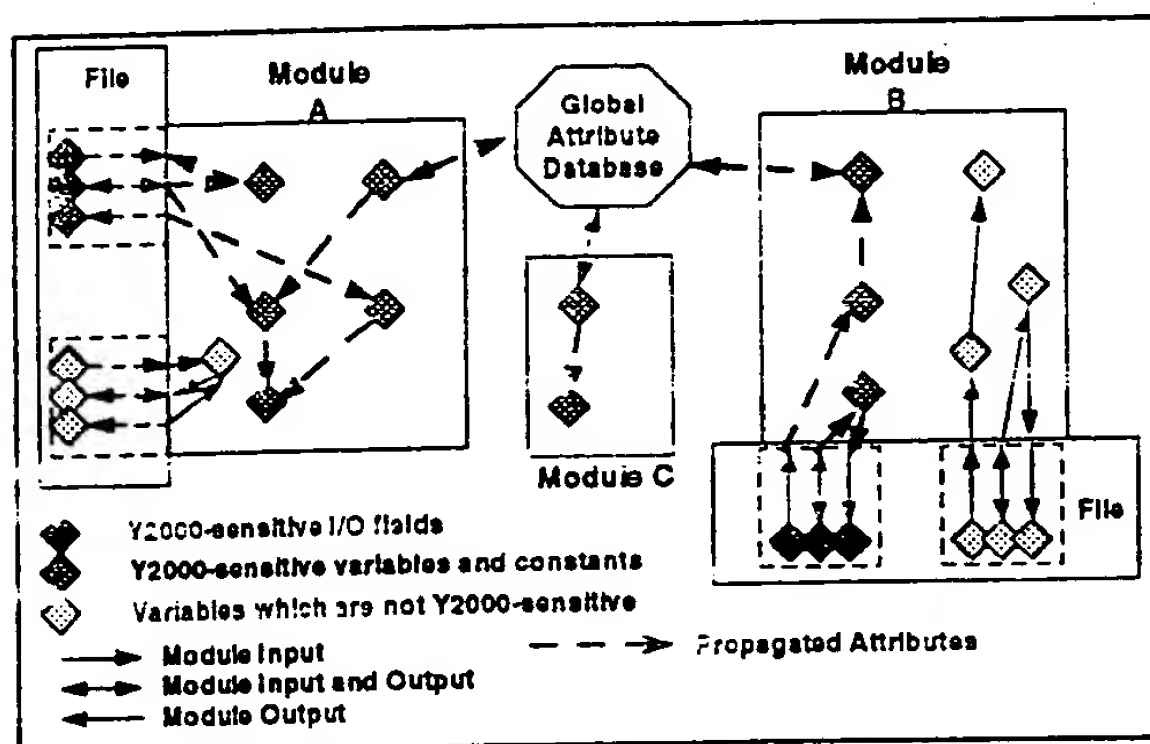 File
Module
A
Global
Attribute
Database
Module
B
Module C
File
Y2000-sensitive I/O fields
Y2000-sensitive variables and constants
Variables which are not Y2000-sensitive
Module Input
Module Input and Output
Module Output
Propagated Attributes